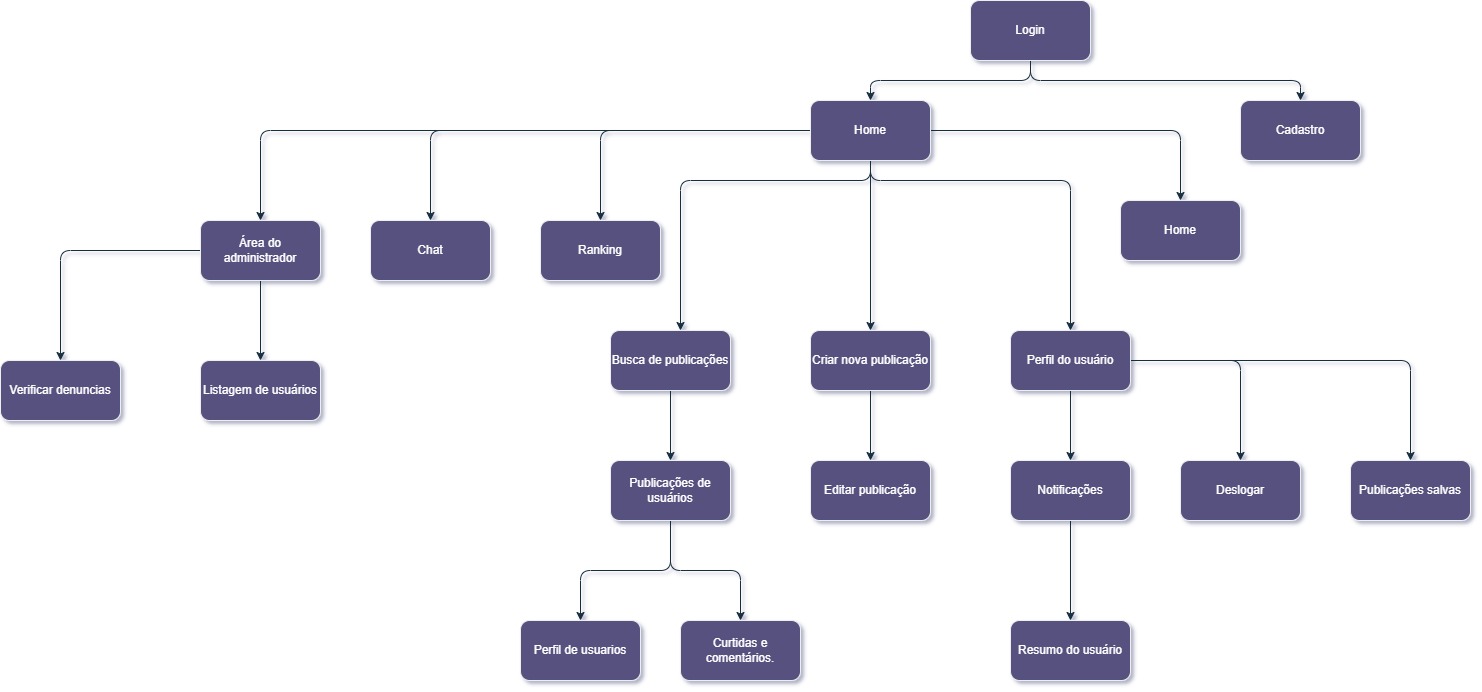 Login
Home
Cadastro
Home
Área do
administrador
Chat
Ranking
Busca de publicações
Criar nova publicação
Perfil do usuário
Verificar denuncias
Listagem de usuários
Publicações de
usuários
Editar publicação
Notificações
Deslogar
Publicações salvas
Perfil de usuarios
Curtidas e
comentários.
Resumo do usuário